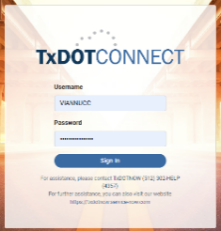 TxDOTCONNECT
Username
VIANNUCC
Password
••••••••••••••
Sign In
For assistance, please contact TxDOTNOW (512) 302-HELP
(4357)
For further assistance, you can also visit our website